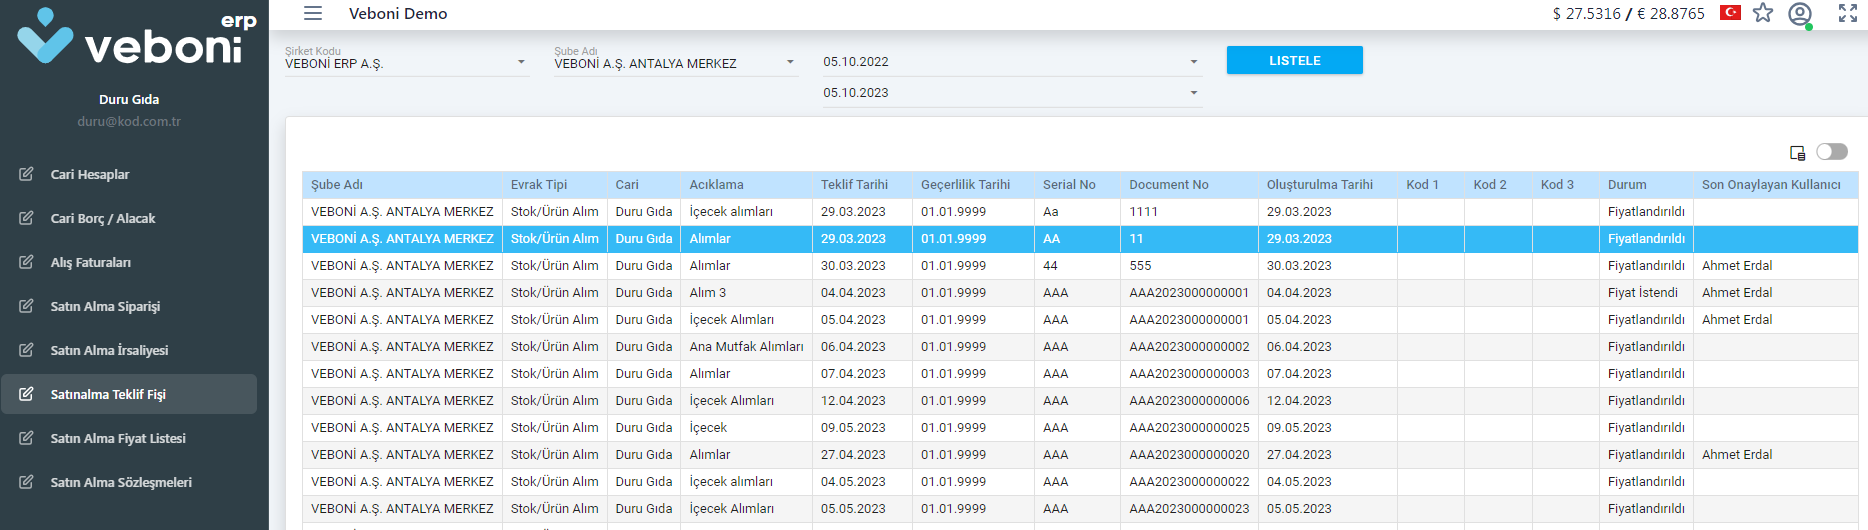 veboni erp
Duru Gıda
duru@kod.com.tr
Cari Hesaplar
Cari Borç / Alacak
Alış Faturaları
Satın Alma Siparişi
Satın Alma İrsaliyesi
Satınalma Teklif Fişi
Satın Alma Fiyat Listesi
Satın Alma Sözleşmeleri
Veboni Demo
$ 27.5316 / € 28.8765
Şirket Kodu
VEBONİ ERP A.Ş.
Şube Adı
VEBONİ A.Ş. ANTALYA MERKEZ
05.10.2022
05.10.2023
LISTELE
Şube Adı Evrak Tipi Cari Acıklama Teklif Tarihi Geçerlilik Tarihi Serial No Document No Oluşturulma Tarihi Kod 1 Kod 2 Kod 3 Durum Son Onaylayan Kullanıcı
VEBONİ A.Ş. ANTALYA MERKEZ Stok/Ürün Alım Duru Gıda İçecek alımları 29.03.2023 01.01.9999 Aa 1111 29.03.2023 Fiyatlandırıldı
VEBONİ A.Ş. ANTALYA MERKEZ Stok/Ürün Alım Duru Gıda Alımlar 29.03.2023 01.01.9999 AA 11 29.03.2023 Fiyatlandırıldı
VEBONİ A.Ş. ANTALYA MERKEZ Stok/Ürün Alım Duru Gıda Alımlar 30.03.2023 01.01.9999 44 555 30.03.2023 Fiyatlandırıldı Ahmet Erdal
VEBONİ A.Ş. ANTALYA MERKEZ Stok/Ürün Alım Duru Gıda Alım 3 04.04.2023 01.01.9999 AAA AAA2023000000001 04.04.2023 Fiyat İstendi Ahmet Erdal
VEBONİ A.Ş. ANTALYA MERKEZ Stok/Ürün Alım Duru Gıda İçecek Alımları 05.04.2023 01.01.9999 AAA AAA2023000000001 05.04.2023 Fiyatlandırıldı Ahmet Erdal
VEBONİ A.Ş. ANTALYA MERKEZ Stok/Ürün Alım Duru Gıda Ana Mutfak Alımları 06.04.2023 01.01.9999 AAA AAA2023000000002 06.04.2023 Fiyatlandırıldı
VEBONİ A.Ş. ANTALYA MERKEZ Stok/Ürün Alım Duru Gıda Alımlar 07.04.2023 01.01.9999 AAA AAA2023000000003 07.04.2023 Fiyatlandırıldı
VEBONİ A.Ş. ANTALYA MERKEZ Stok/Ürün Alım Duru Gıda İçecek Alımları 12.04.2023 01.01.9999 AAA AAA2023000000006 12.04.2023 Fiyatlandırıldı
VEBONİ A.Ş. ANTALYA MERKEZ Stok/Ürün Alım Duru Gıda İçecek 09.05.2023 01.01.9999 AAA AAA2023000000025 09.05.2023 Fiyatlandırıldı
VEBONİ A.Ş. ANTALYA MERKEZ Stok/Ürün Alım Duru Gıda Alımlar 27.04.2023 01.01.9999 AAA AAA2023000000020 27.04.2023 Fiyatlandırıldı Ahmet Erdal
VEBONİ A.Ş. ANTALYA MERKEZ Stok/Ürün Alım Duru Gıda İçecek alımları 04.05.2023 01.01.9999 AAA AAA2023000000022 04.05.2023 Fiyatlandırıldı
VEBONİ A.Ş. ANTALYA MERKEZ Stok/Ürün Alım Duru Gıda İçecek Alımları 05.05.2023 01.01.9999 AAA AAA2023000000023 05.05.2023 Fiyatlandırıldı